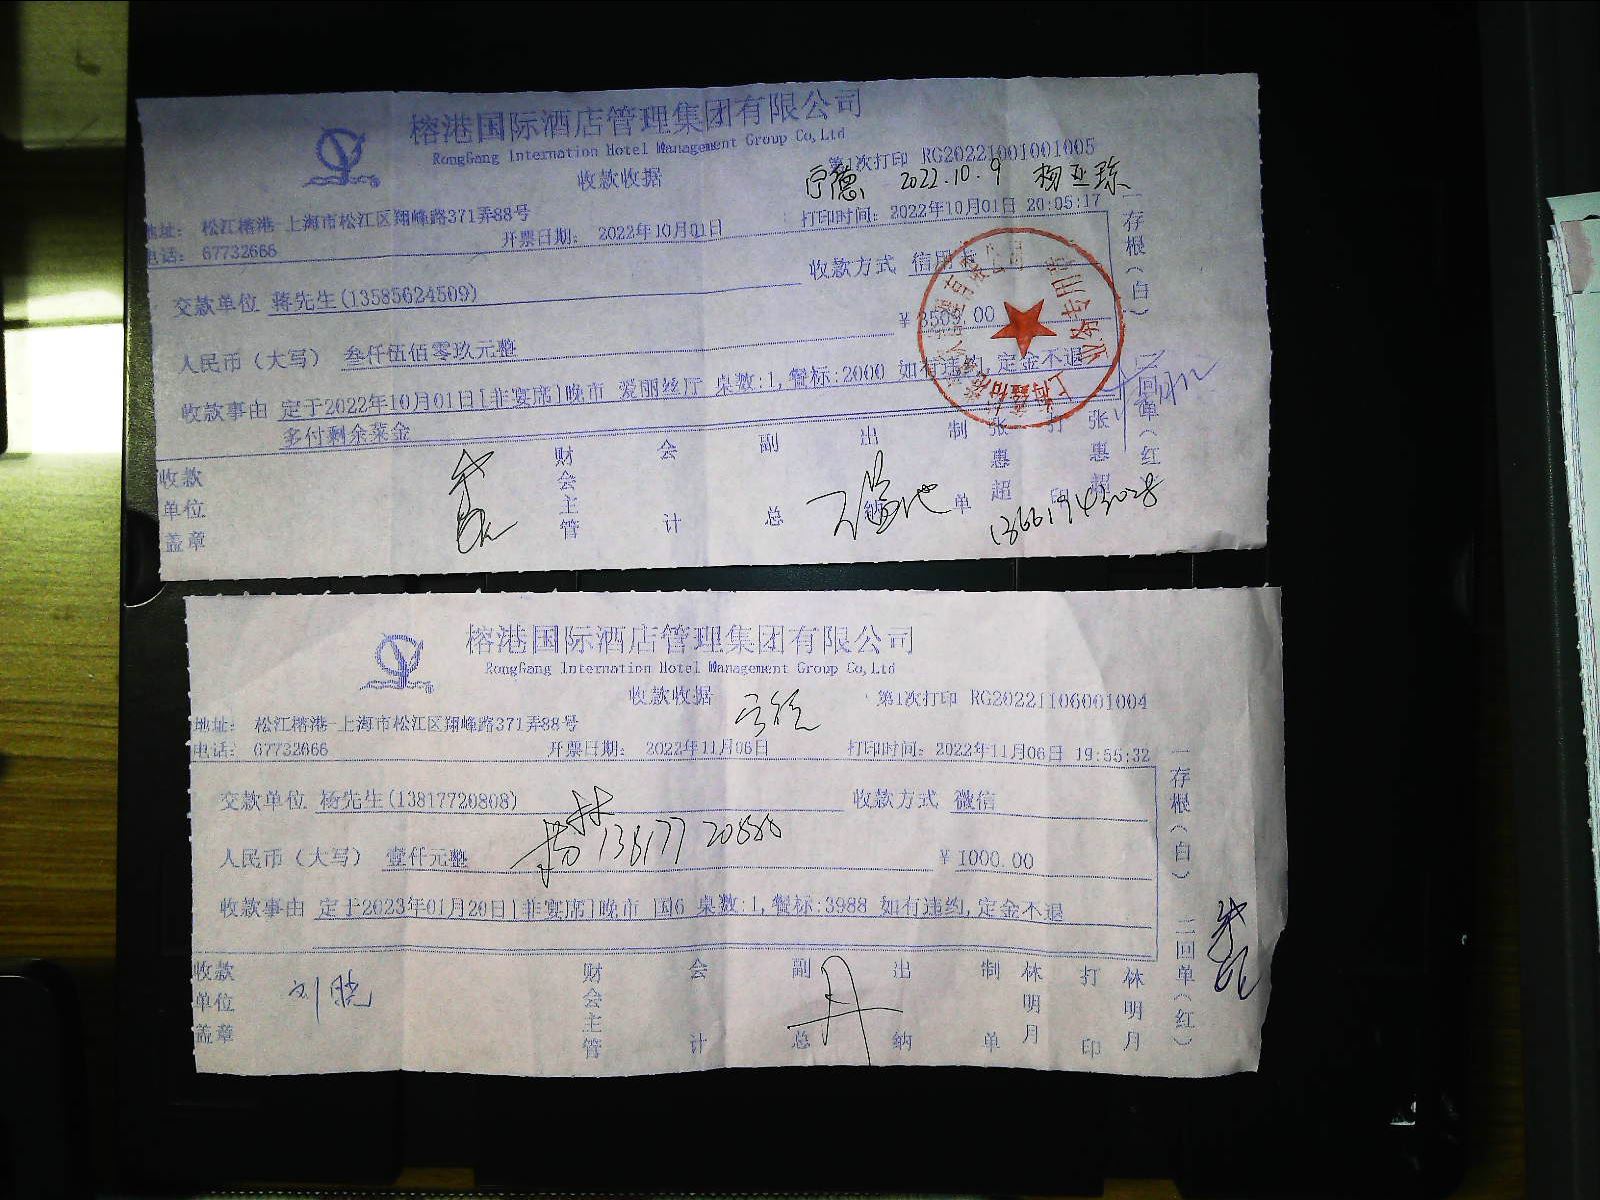 榕港国际酒店管理集团有限公司
RongGang Internation Hotel Management Group Co,Ltd
收款收据
第1次打印 RG20221001001005
宁德 2022.10.9
地址: 松江榕港-上海市松江区翔峰路371弄88号
电话: 67732666
开票日期: 2022年10月01日
打印时间: 2022年10月01日 20:05:17
交款单位 蒋先生(13585624509)
收款方式 信用卡
人民币(大写) 叁仟伍佰零玖元整
¥ 3509.00
收款事由 定于2022年10月01日[非宴席]晚市 爱丽丝厅 桌数:1,餐标:2000 如有违约,定金不退
多付剩余菜金
收款单位盖章
财会主管
会计
副总
出纳
制单
张惠超
打印
张惠超
13661943028
一存根(白)
二回单(红
榕港国际酒店管理集团有限公司
RongGang Internation Hotel Management Group Co,Ltd
收款收据
第1次打印 RG20221106001004
地址: 松江榕港-上海市松江区翔峰路371弄88号
电话: 67732666
开票日期: 2022年11月06日
打印时间: 2022年11月06日 19:55:32
交款单位 杨先生(13817720808)
收款方式 微信
人民币(大写) 壹仟元整
¥ 1000.00
收款事由 定于2023年01月20日[非宴席]晚市 国6 桌数:1,餐标:3988 如有违约,定金不退
收款单位盖章
刘晓
财会主管
会计
副总
丹
出纳
制单
林明月
打印
林明月
一存根(白)
二回单(红)